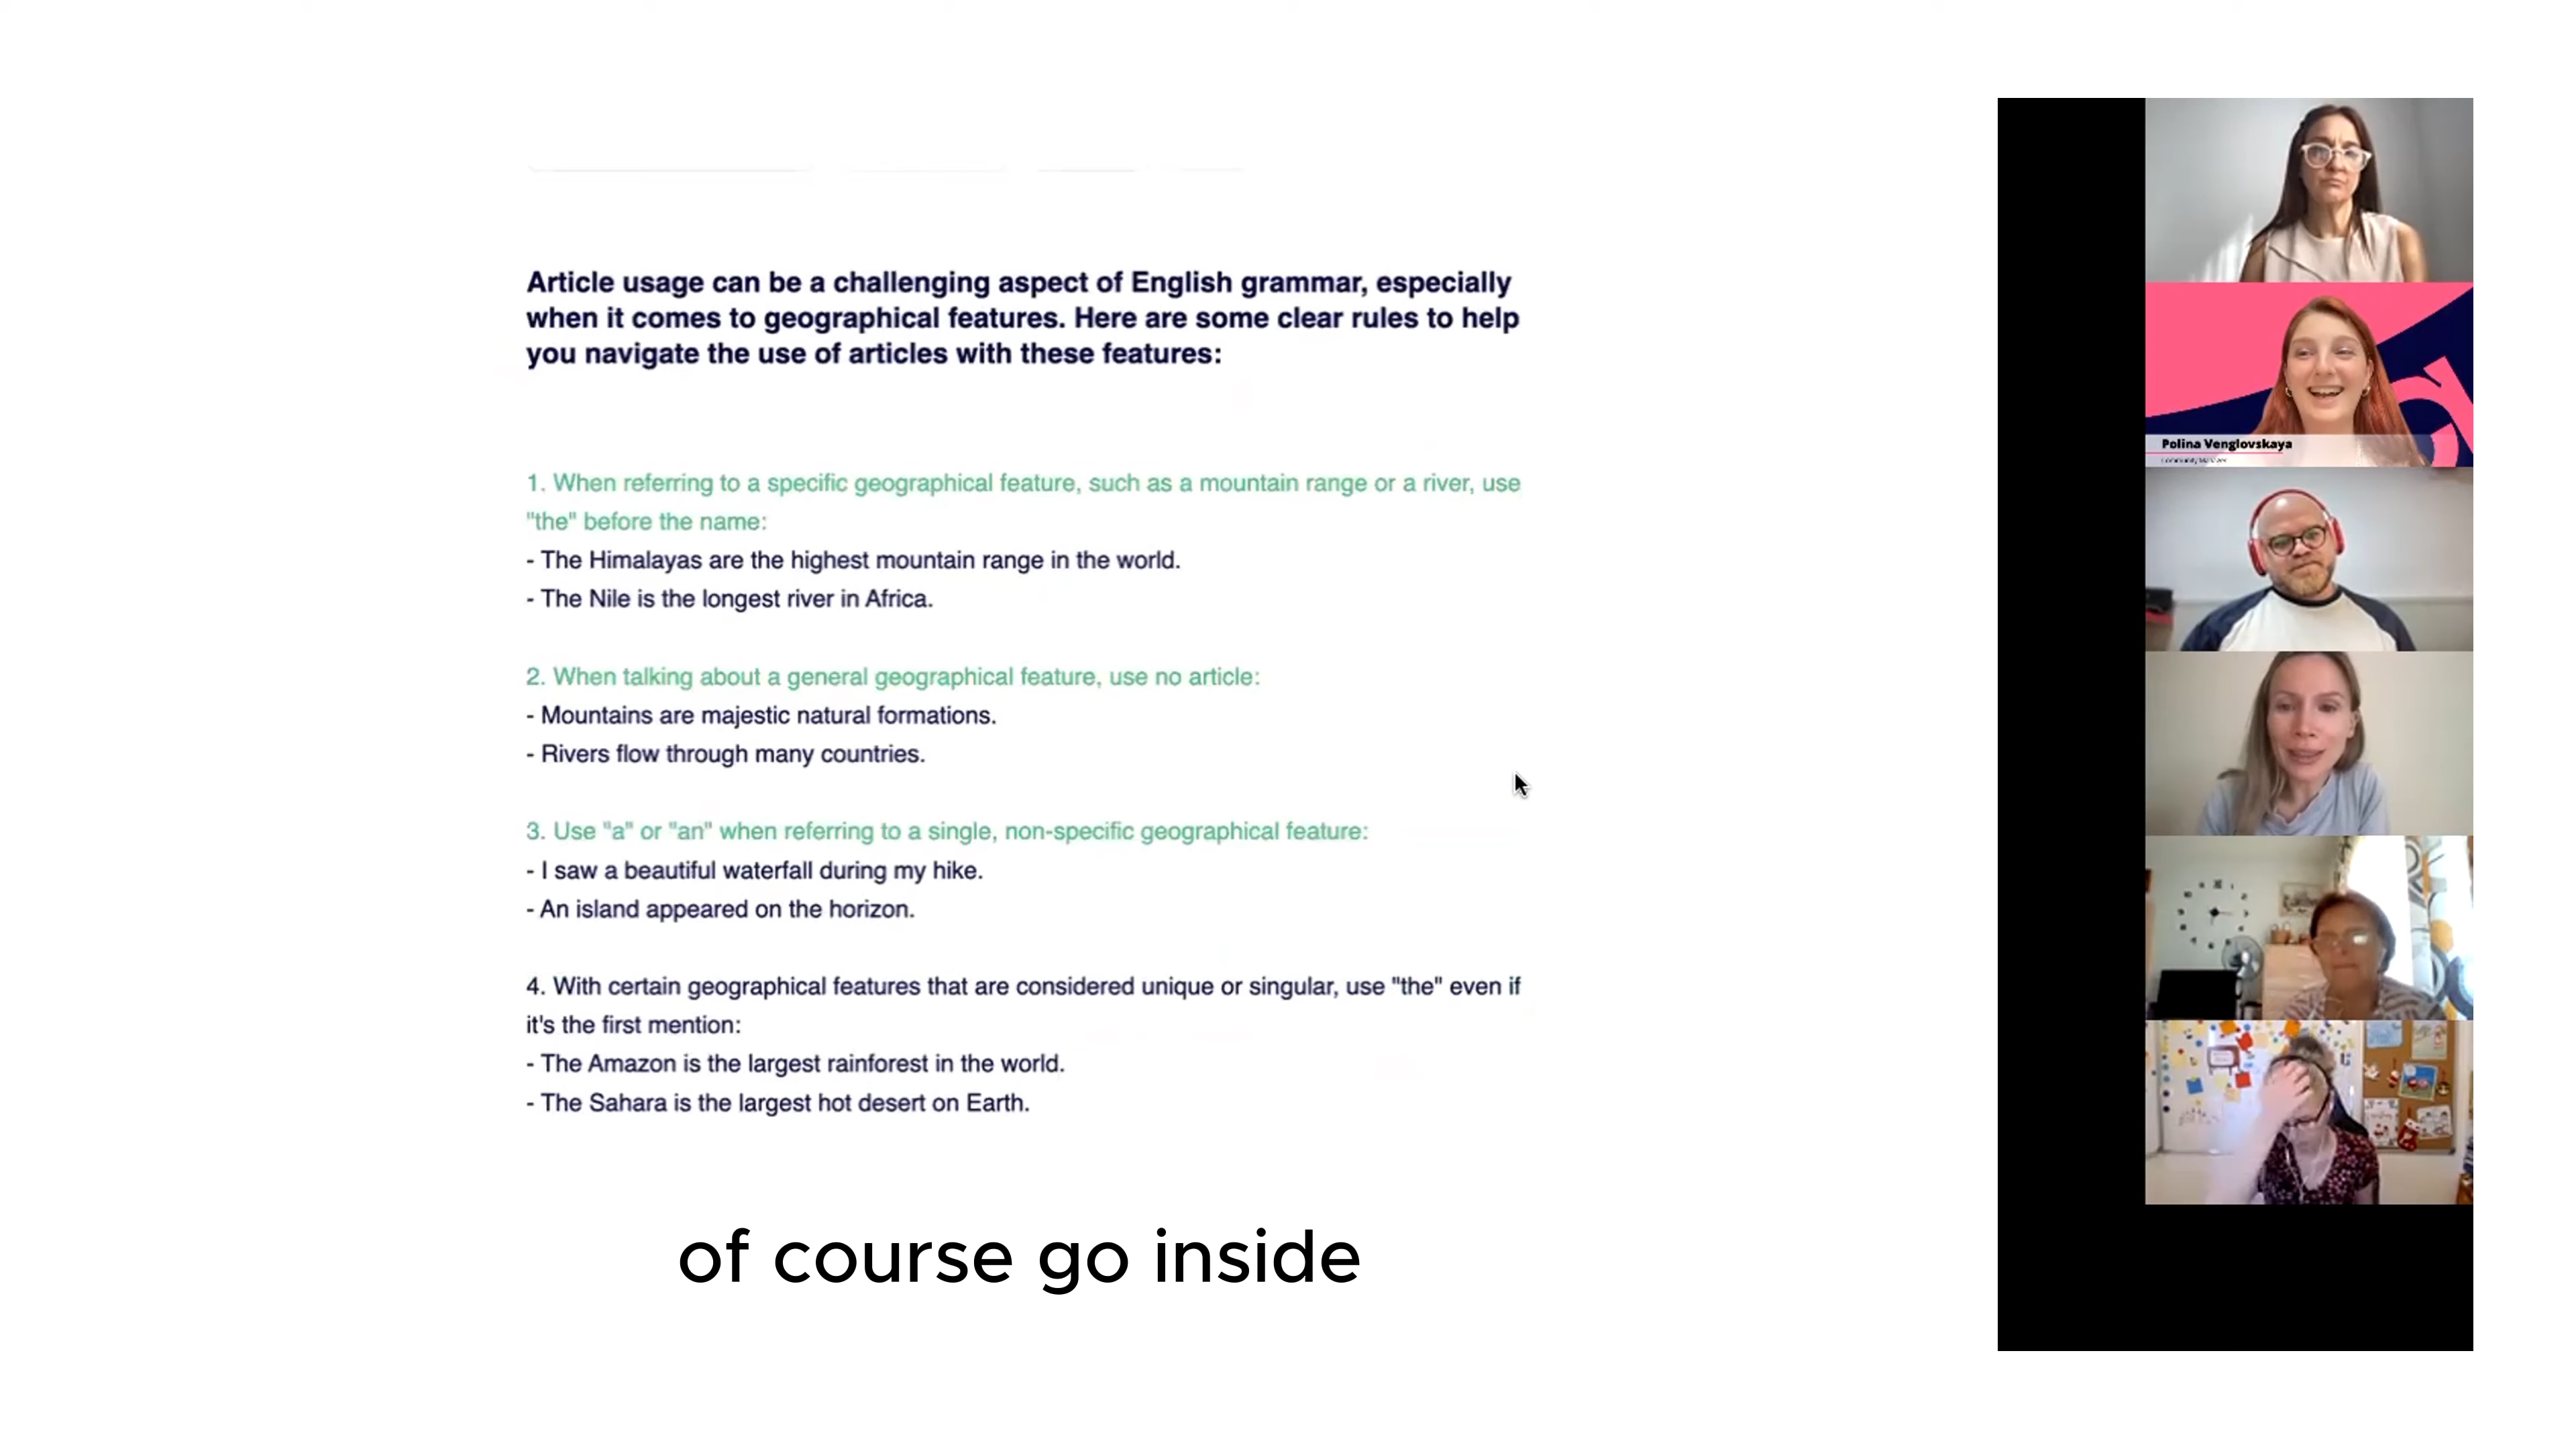 Article usage can be a challenging aspect of English grammar, especially
when it comes to geographical features. Here are some clear rules to help
you navigate the use of articles with these features:
1. When referring to a specific geographical feature, such as a mountain range or a river, use
"the" before the name:
- The Himalayas are the highest mountain range in the world.
- The Nile is the longest river in Africa.
2. When talking about a general geographical feature, use no article:
- Mountains are majestic natural formations.
- Rivers flow through many countries.
3. Use "a" or "an" when referring to a single, non-specific geographical feature:
- I saw a beautiful waterfall during my hike.
- An island appeared on the horizon.
4. With certain geographical features that are considered unique or singular, use "the" even if
it's the first mention:
- The Amazon is the largest rainforest in the world.
- The Sahara is the largest hot desert on Earth.
of course go inside
Polina Venglovskaya